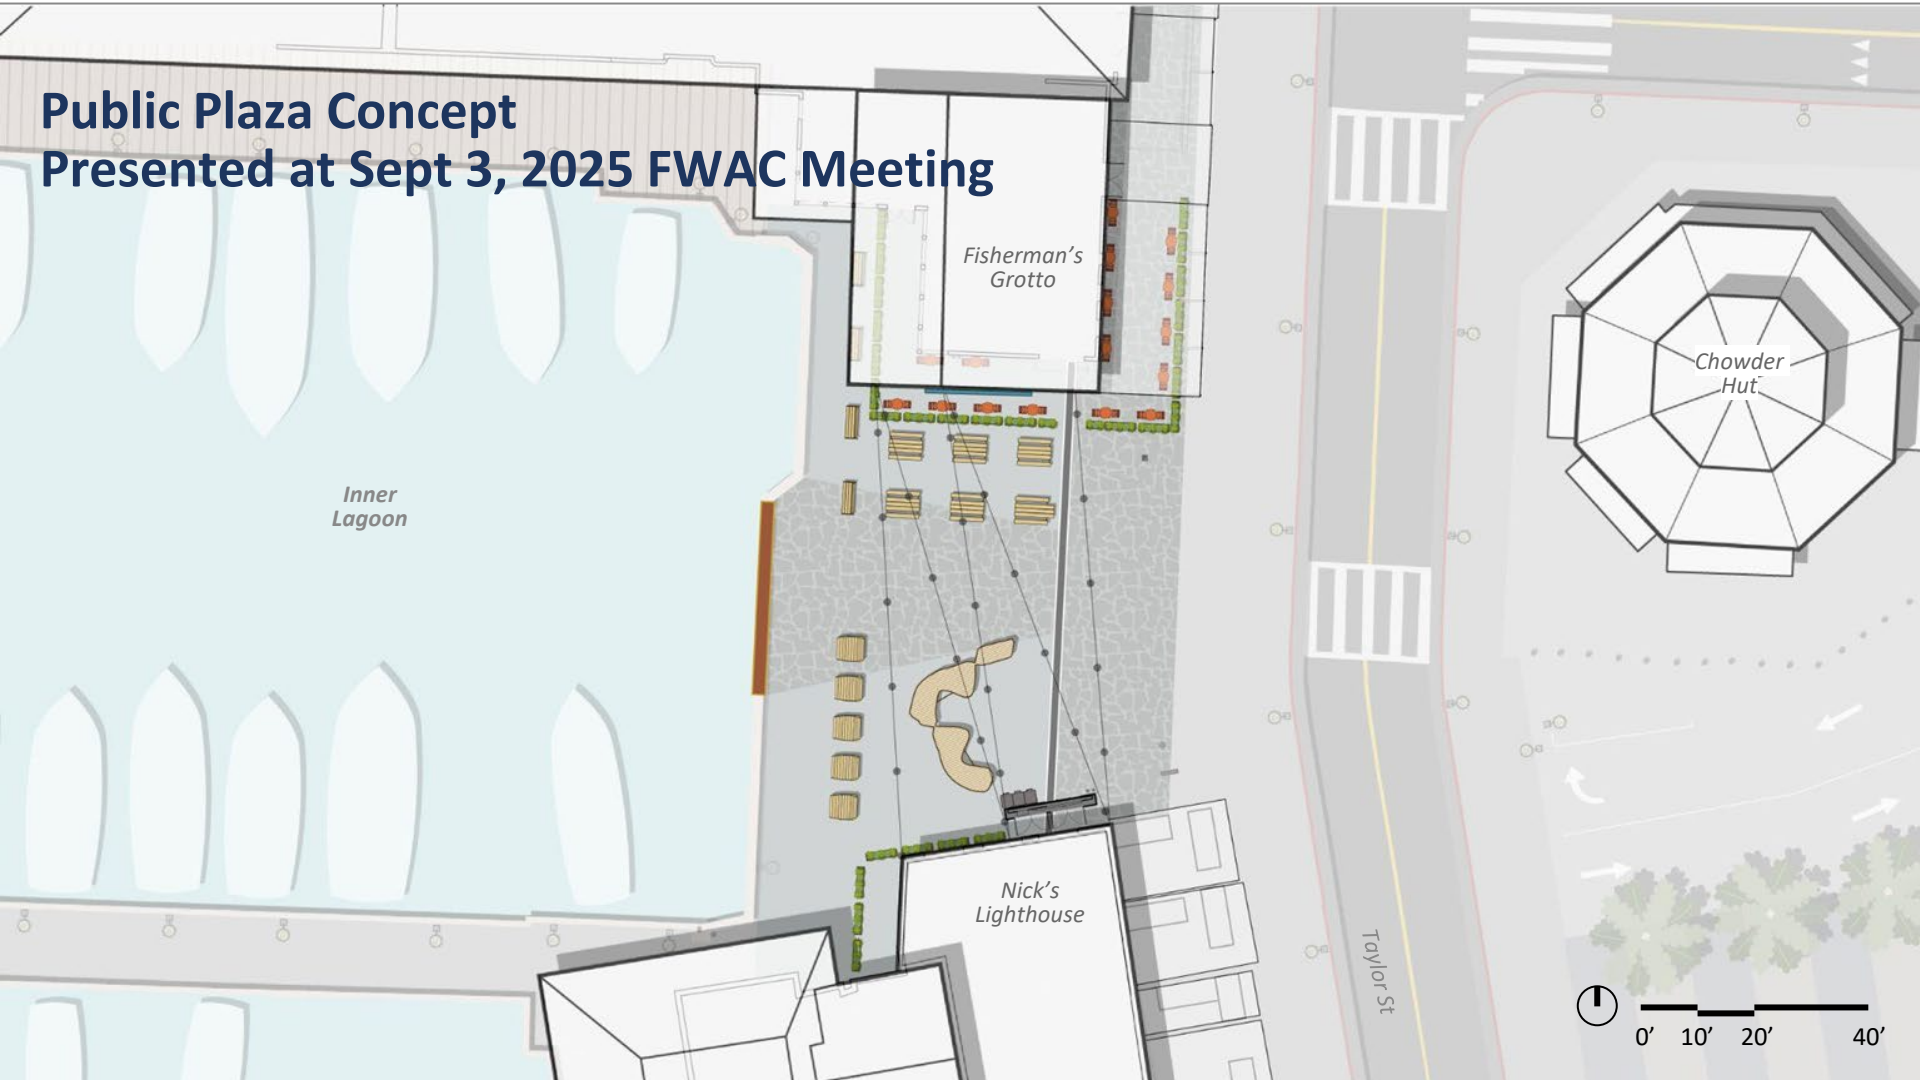 Public Plaza Concept
Presented at Sept 3, 2025 FWAC Meeting
Fisherman’s
Grotto
Chowder
Hut
Inner
Lagoon
Nick’s
Lighthouse
Taylor St
0’ 10’ 20’ 40’